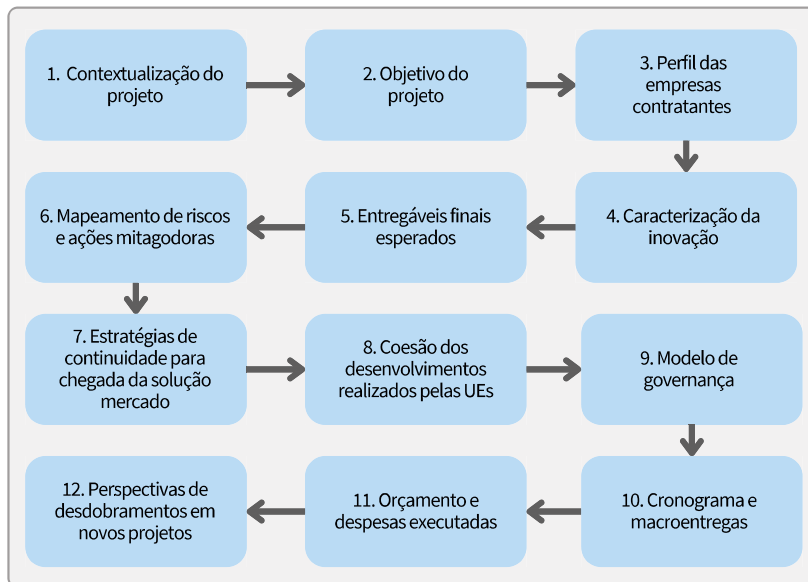 1. Contextualização do
projeto
2. Objetivo do
projeto
3. Perfil das
empresas
contratantes
4. Caracterização da
inovação
5. Entregáveis finais
esperados
6. Mapeamento de riscos
e ações mitagodoras
7. Estratégias de
continuidade para
chegada da solução
mercado
8. Coesão dos
desenvolvimentos
realizados pelas UEs
9. Modelo de
governança
10. Cronograma e
macroentregas
11. Orçamento e
despesas executadas
12. Perspectivas de
desdobramentos em
novos projetos